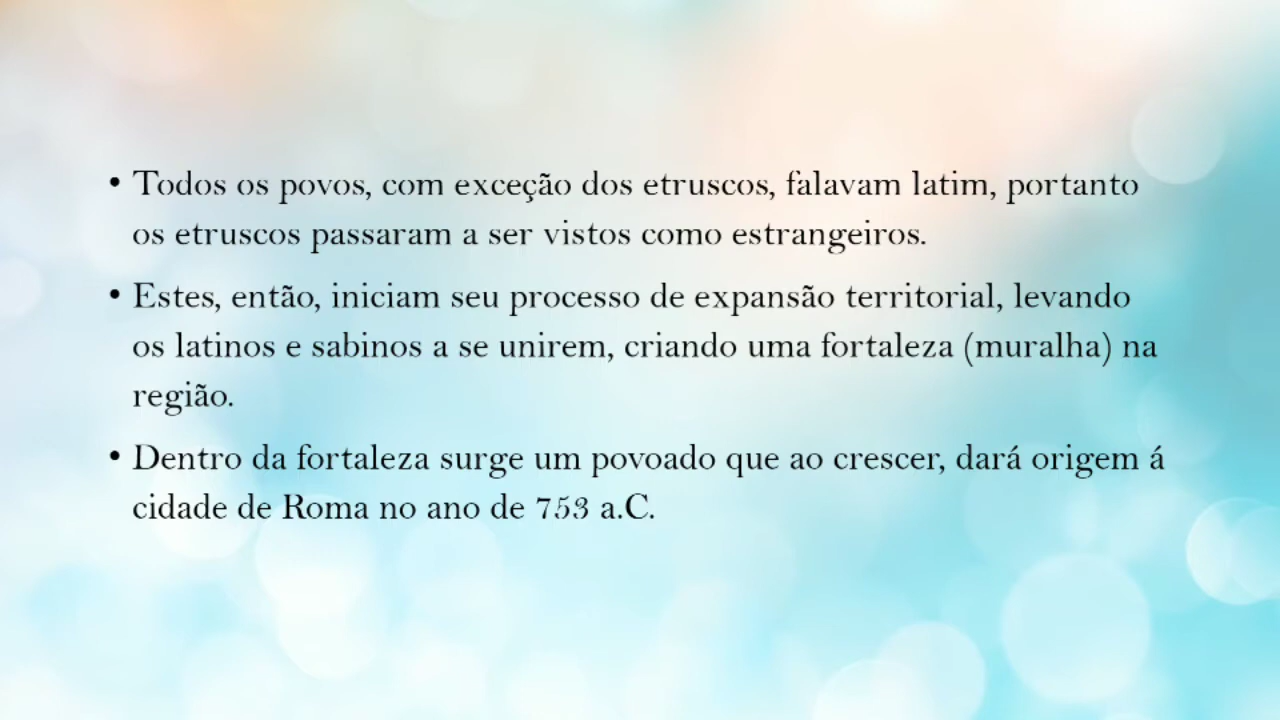 • Todos os povos, com exceção dos etruscos, falavam latim, portanto
os etruscos passaram a ser vistos como estrangeiros.
• Estes, então, iniciam seu processo de expansão territorial, levando
os latinos e sabinos a se unirem, criando uma fortaleza (muralha) na
região.
• Dentro da fortaleza surge um povoado que ao crescer, dará origem á
cidade de Roma no ano de 753 a.C.